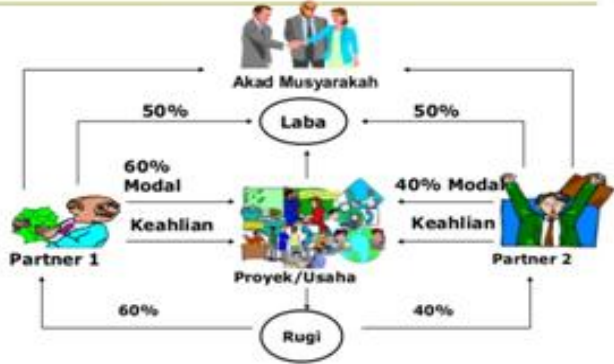 Akad Musyarakah
50%
Laba
50%
60%
Modal
40% Modal
Keahlian
Keahlian
Partner 1
Proyek/Usaha
Partner 2
60%
Rugi
40%